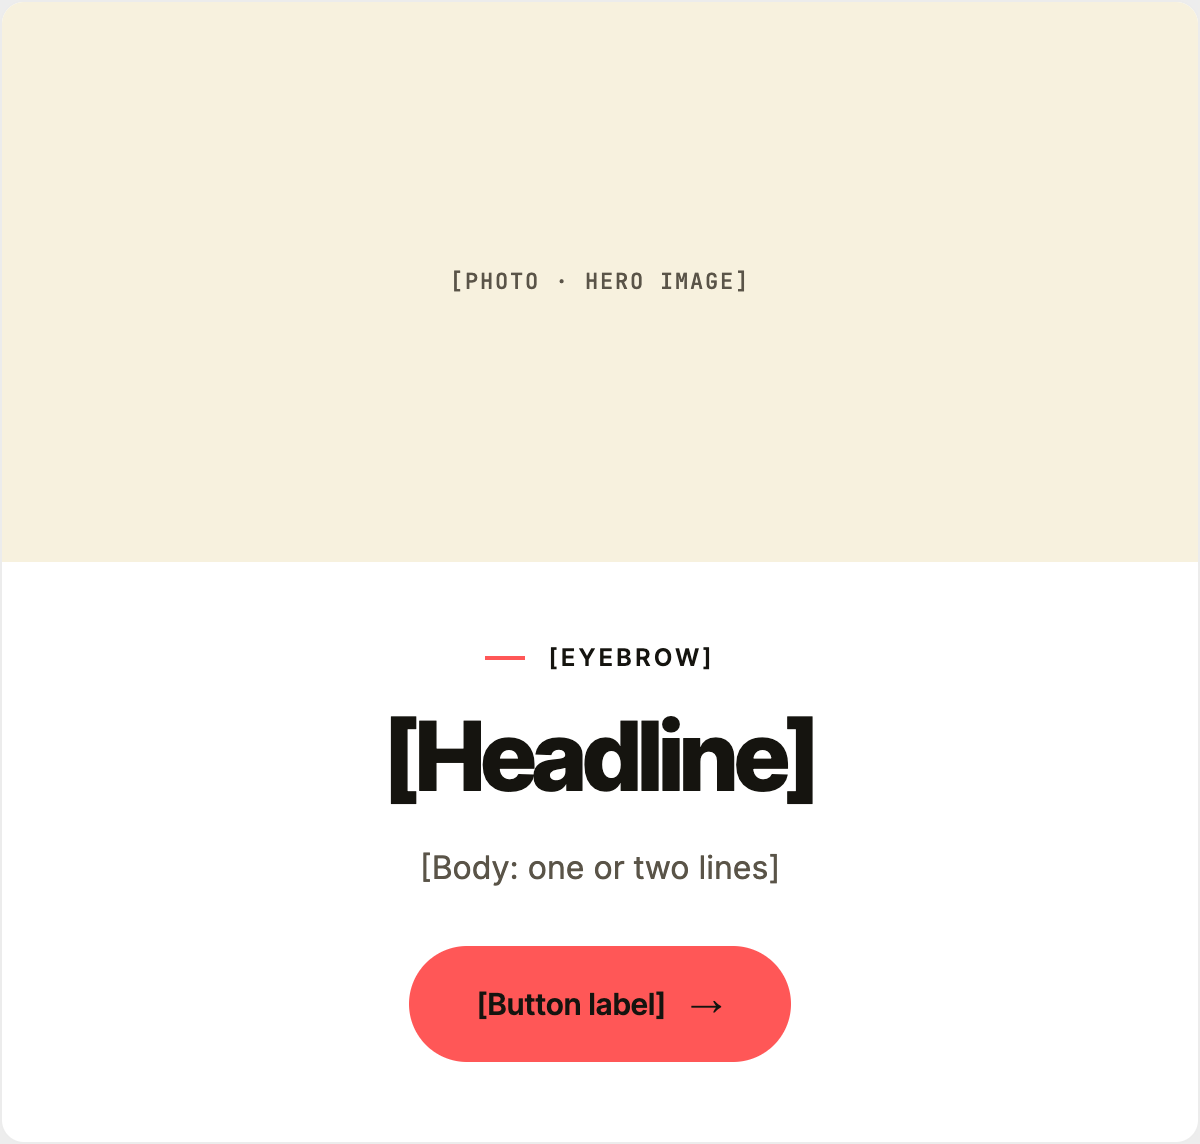 [PHOTO · HERO IMAGE]
[EYEBROW]
[Headline]
[Body: one or two lines]
[Button label] →